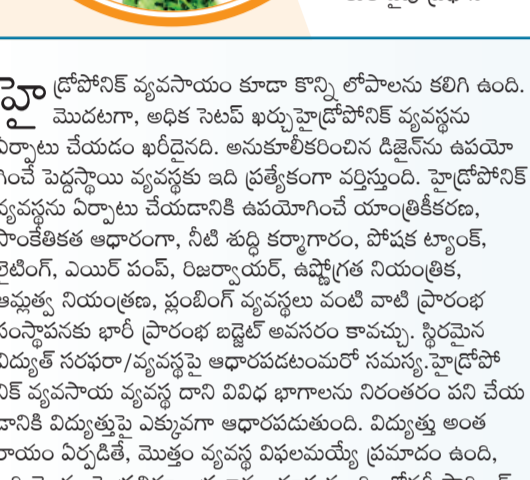 హైడ్రోపోనిక్ వ్యవసాయం కూడా కొన్ని లోపాలను కలిగి ఉంది.
మొదటగా, అధిక సెటప్ ఖర్చుహైడ్రోపోనిక్ వ్యవస్థను
ఏర్పాటు చేయడం ఖరీదైనది. అనుకూలీకరించిన డిజైన్‌ను ఉపయో
గించే పెద్దస్థాయి వ్యవస్థకు ఇది ప్రత్యేకంగా వర్తిస్తుంది. హైడ్రోపోనిక్
వ్యవస్థను ఏర్పాటు చేయడానికి ఉపయోగించే యాంత్రికీకరణ,
సాంకేతికత ఆధారంగా, నీటి శుద్ధి కర్మాగారం, పోషక ట్యాంక్,
లైటింగ్, ఎయిర్ పంప్, రిజర్వాయర్, ఉష్ణోగ్రత నియంత్రిక,
ఆమ్లత్వ నియంత్రణ, ప్లంబింగ్ వ్యవస్థలు వంటి వాటి ప్రారంభ
సంస్థాపనకు భారీ ప్రారంభ బడ్జెట్ అవసరం కావచ్చు. స్థిరమైన
విద్యుత్ సరఫరా/వ్యవస్థపై ఆధారపడటంమరో సమస్య.హైడ్రోపో
నిక్ వ్యవసాయ వ్యవస్థ దాని వివిధ భాగాలను నిరంతరం పని చేయ
డానికి విద్యుత్తుపై ఎక్కువగా ఆధారపడుతుంది. విద్యుత్తు అంత
రాయం ఏర్పడితే, మొత్తం వ్యవస్థ విఫలమయ్యే ప్రమాదం ఉంది,